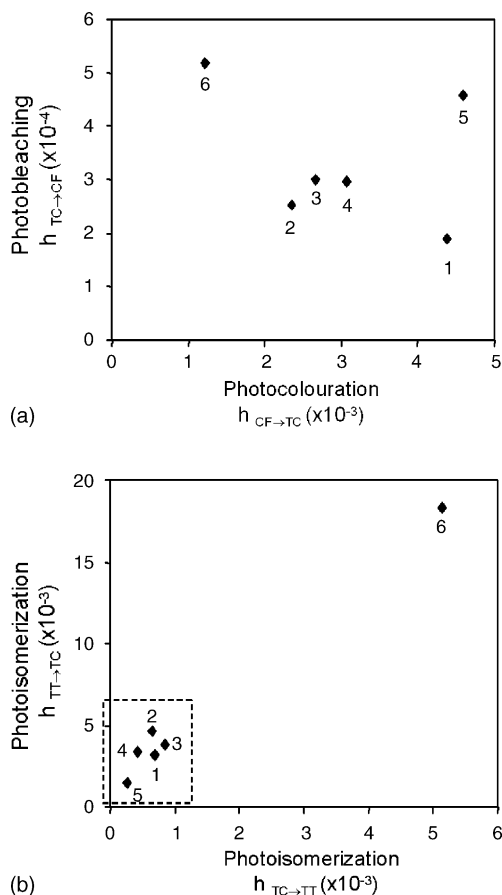 6
5
4
3
2
1
0
Photobleaching
h TC→CF (x10-4)
6
5
3
4
2
1
0 1 2 3 4 5
Photocolouration
h CF→TC (x10-3)
(a)
20
15
10
5
0
Photoisomerization
h TT→TC (x10-3)
6
2
4
3
1
5
0 1 2 3 4 5 6
Photoisomerization
h TC→TT (x10-3)
(b)